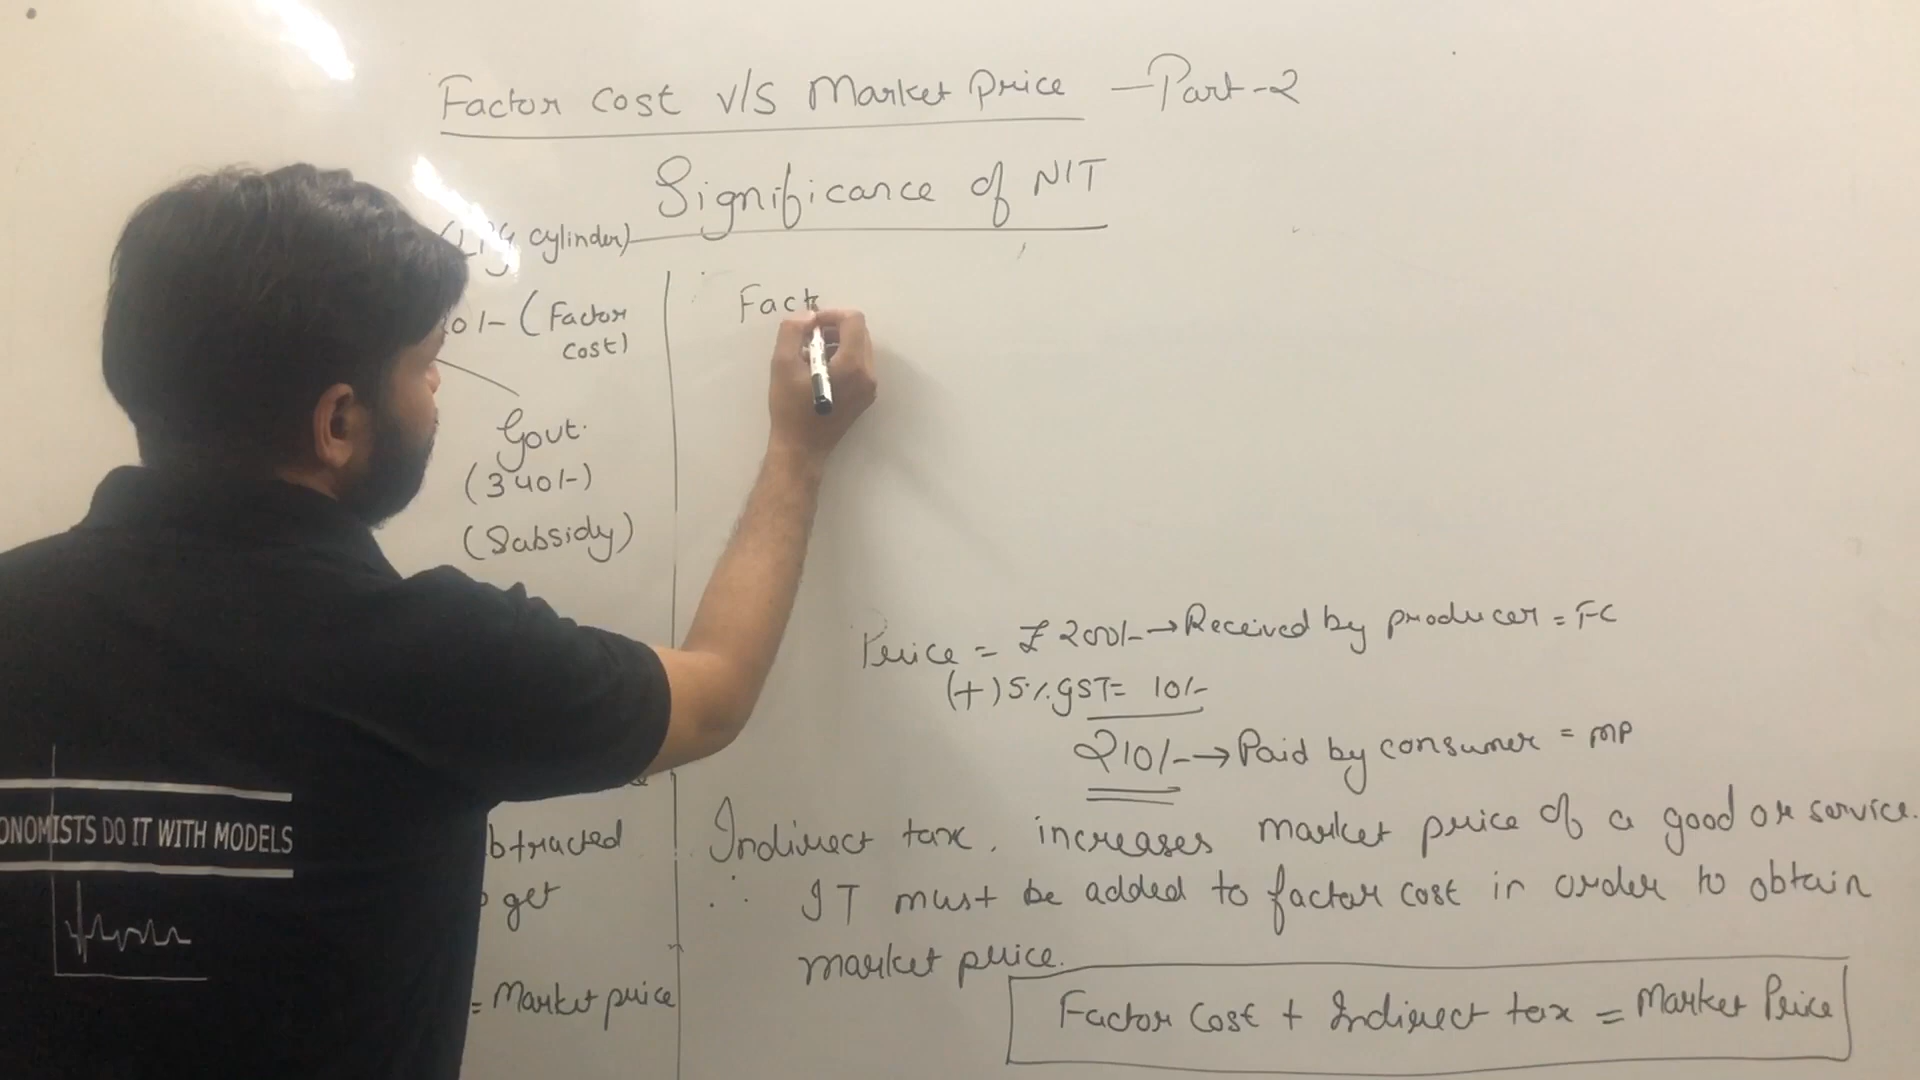 Factor cost v/s Market Price - Part-2
Significance of NIT
cylinder)
0/- (Factor
cost)
Govt.
(340/-)
(Subsidy)
btracted
get
= Market price
Fact
Price = ₹ 200/- → Received by producer = FC
(+) 5% GST = 10/-
210/- → Paid by consumer = MP
Indirect tax, increases market price of a good or service.
∴ IT must be added to factor cost in order to obtain
market price.
Factor Cost + Indirect tax = Market Price
ONOMISTS DO IT WITH MODELS